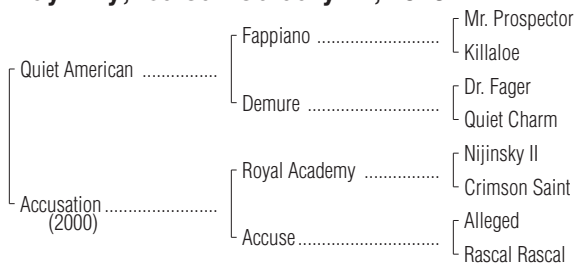 Mr. Prospector
Fappiano
Killaloe
Quiet American
Dr. Fager
Demure
Quiet Charm
Nijinsky II
Royal Academy
Crimson Saint
Accusation
(2000)
Alleged
Accuse
Rascal Rascal